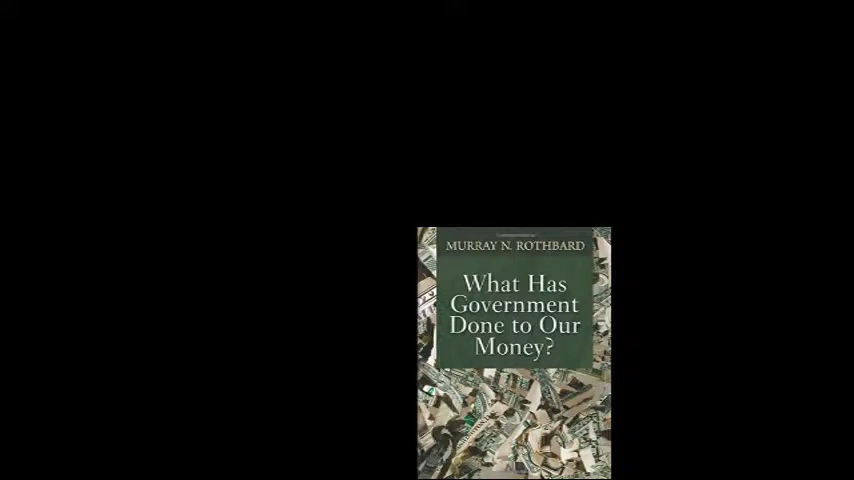 MURRAY N. ROTHBARD
What Has
Government
Done to Our
Money?